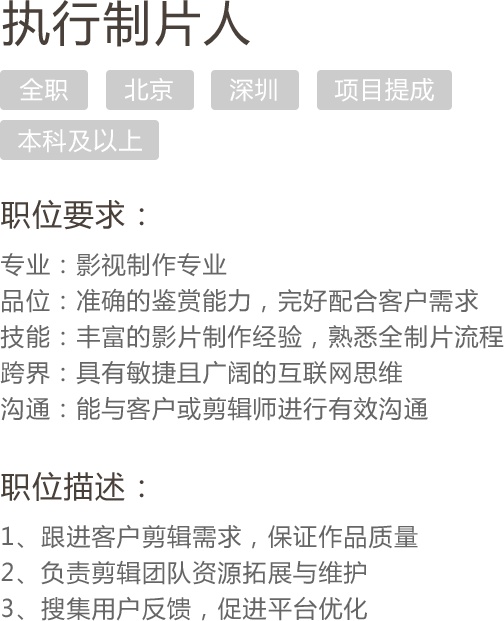 执行制片人
全职 北京 深圳 项目提成
本科及以上
职位要求：
专业：影视制作专业
品位：准确的鉴赏能力，完好配合客户需求
技能：丰富的影片制作经验，熟悉全制片流程
跨界：具有敏捷且广阔的互联网思维
沟通：能与客户或剪辑师进行有效沟通
职位描述：
1、跟进客户剪辑需求，保证作品质量
2、负责剪辑团队资源拓展与维护
3、搜集用户反馈，促进平台优化